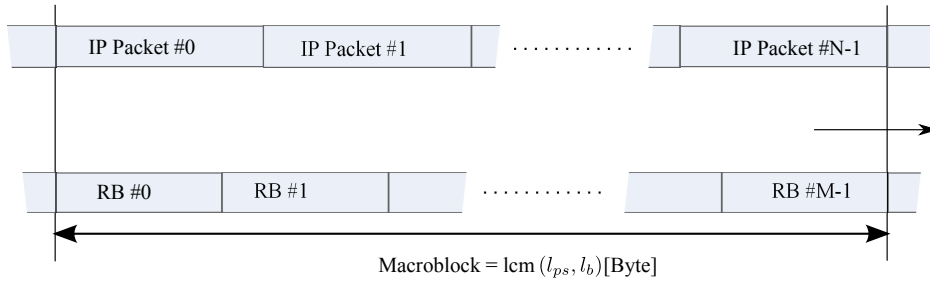 IP Packet #0 IP Packet #1 ............ IP Packet #N-1
RB #0 RB #1 ............ RB #M-1
Macroblock = lcm (l_ps, l_b)[Byte]